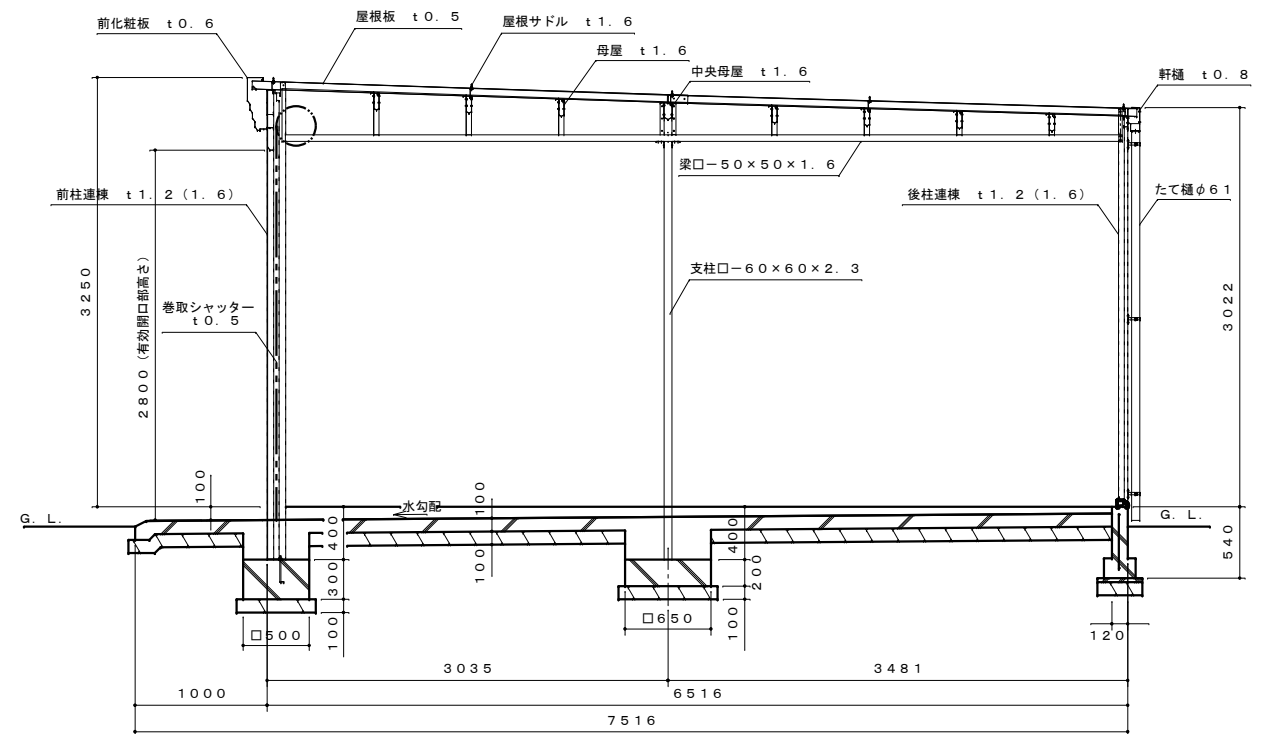 前化粧板　ｔ０．６
屋根板　ｔ０．５
屋根サドル　ｔ１．６
母屋　ｔ１．６
中央母屋　ｔ１．６
軒樋　ｔ０．８
梁口－５０×５０×１．６
前柱連棟　ｔ１．２（１．６）
後柱連棟　ｔ１．２（１．６）
たて樋φ６１
３２５０
２８００（有効開口部高さ）
巻取シャッター
ｔ０．５
支柱口－６０×６０×２．３
３０２２
１００
水勾配
１００
Ｇ．Ｌ．
Ｇ．Ｌ．
４００
４００
５４０
１００
３００
２００
１００
１００
□５００
□６５０
１２０
３０３５
３４８１
１０００
６５１６
７５１６